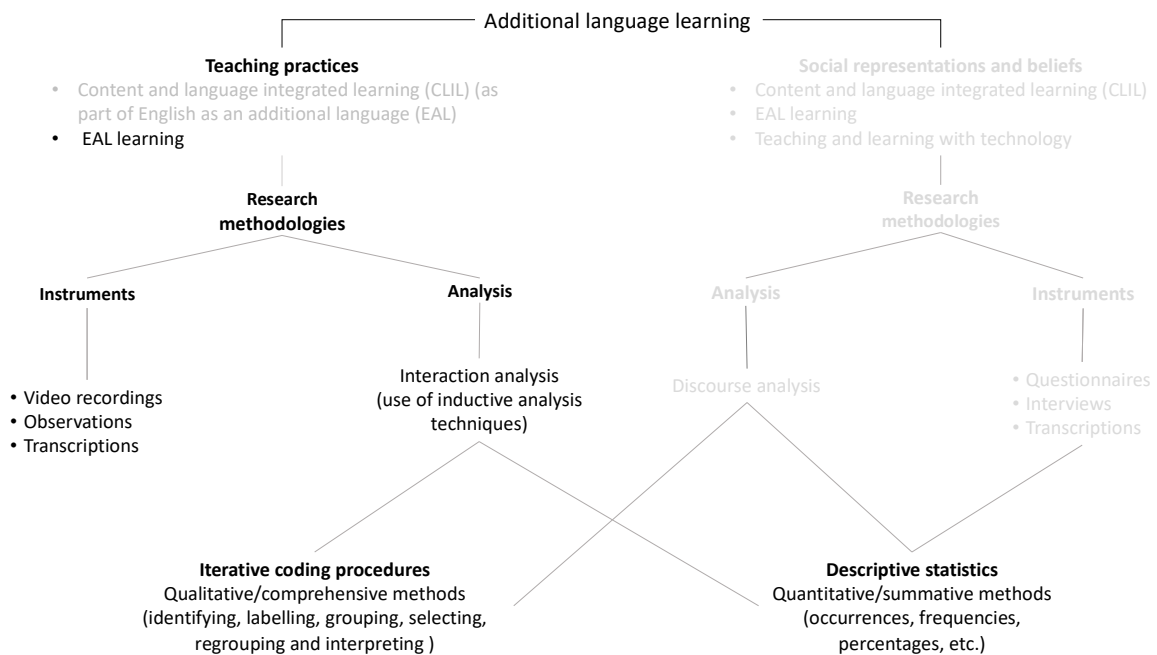 Additional language learning
Teaching practices
• Content and language integrated learning (CLIL) (as
part of English as an additional language (EAL)
• EAL learning
Social representations and beliefs
• Content and language integrated learning (CLIL)
• EAL learning
• Teaching and learning with technology
Research
methodologies
Research
methodologies
Instruments
Analysis
Analysis
Instruments
• Video recordings
• Observations
• Transcriptions
Interaction analysis
(use of inductive analysis
techniques)
Discourse analysis
• Questionnaires
• Interviews
• Transcriptions
Iterative coding procedures
Qualitative/comprehensive methods
(identifying, labelling, grouping, selecting,
regrouping and interpreting )
Descriptive statistics
Quantitative/summative methods
(occurrences, frequencies,
percentages, etc.)